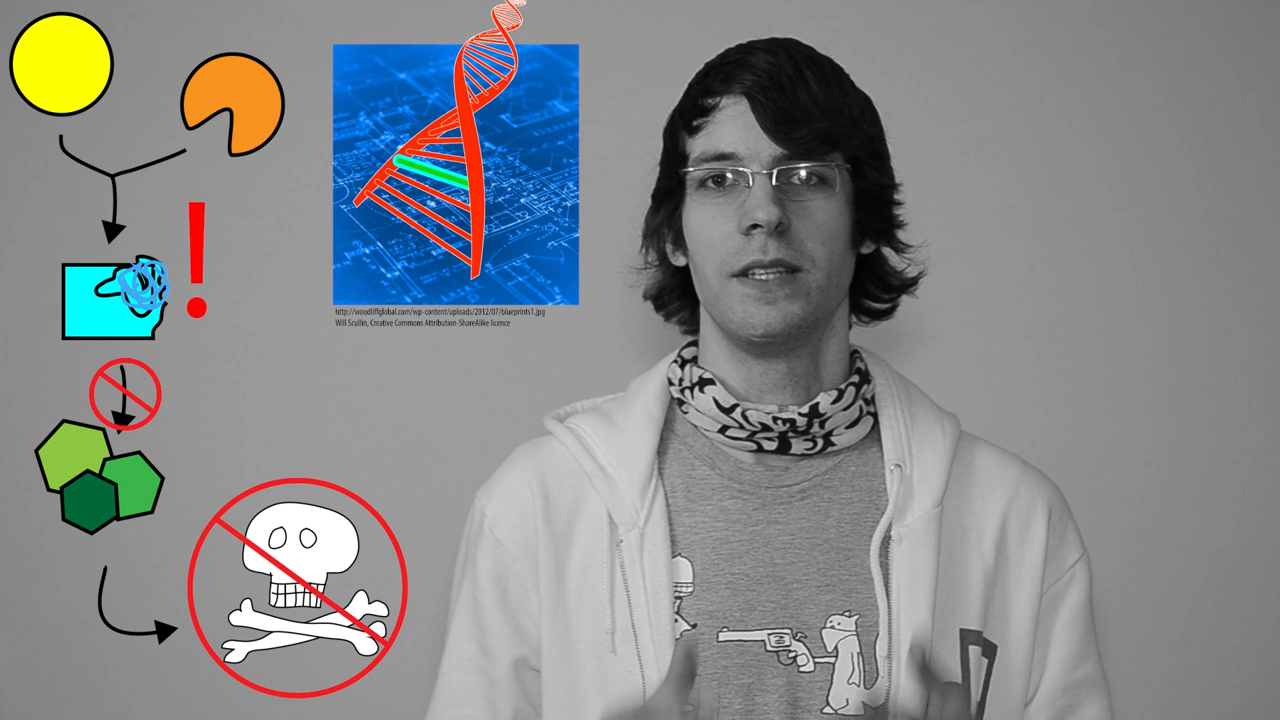 http://woodliffglobal.com/wp-content/uploads/2012/07/blueprints1.jpg
Will Scullin, Creative Commons Attribution-ShareAlike licence